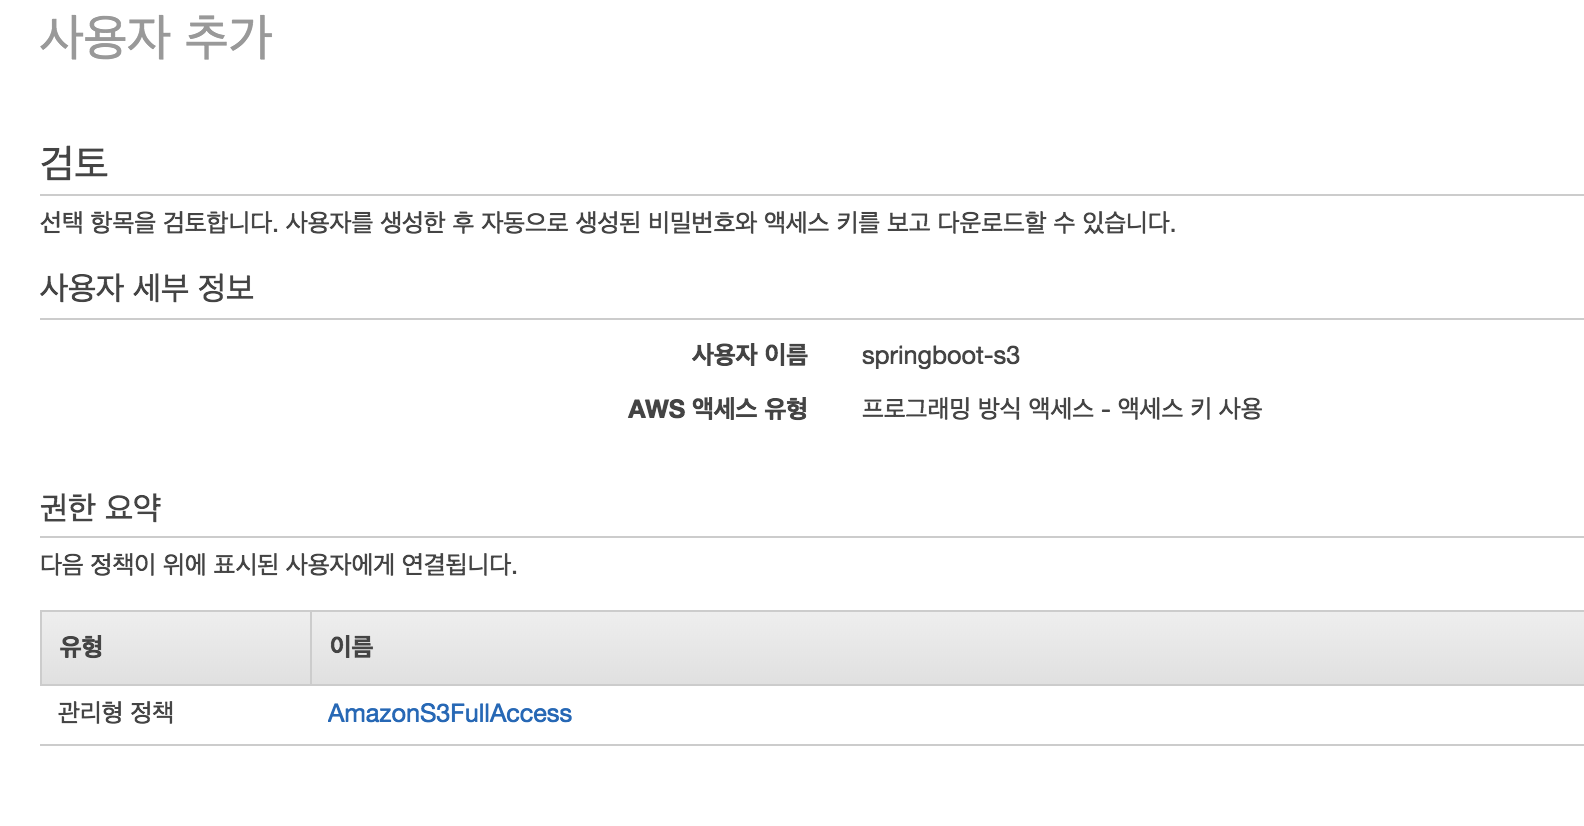 사용자 추가
검토
선택 항목을 검토합니다. 사용자를 생성한 후 자동으로 생성된 비밀번호와 액세스 키를 보고 다운로드할 수 있습니다.
사용자 세부 정보
사용자 이름 springboot-s3
AWS 액세스 유형 프로그래밍 방식 액세스 - 액세스 키 사용
권한 요약
다음 정책이 위에 표시된 사용자에게 연결됩니다.
유형 이름
관리형 정책 AmazonS3FullAccess